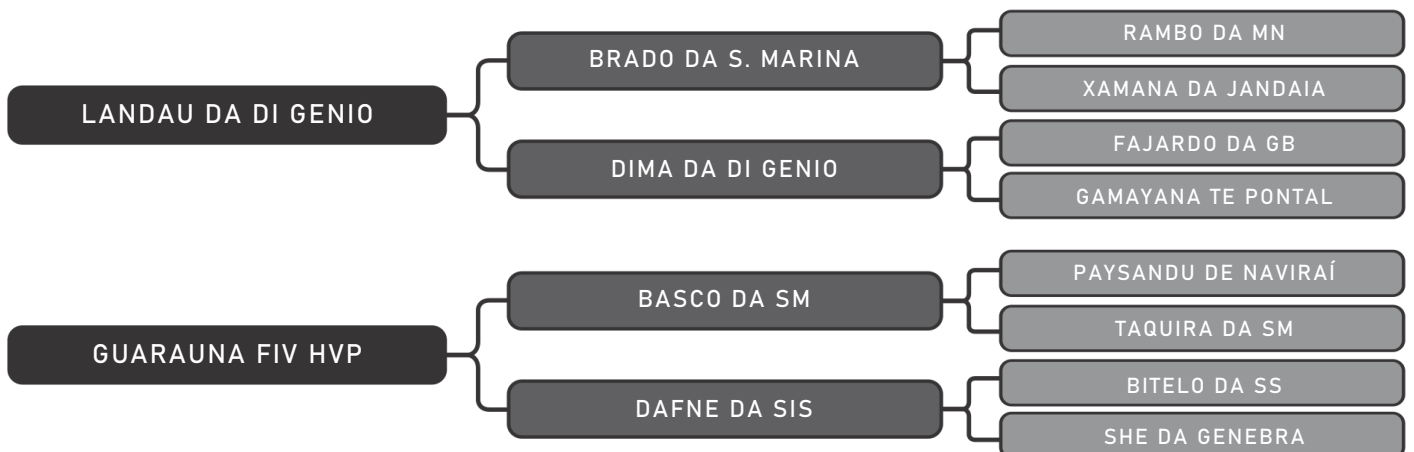 RAMBO DA MN
BRADO DA S. MARINA
XAMANA DA JANDAIA
LANDAU DA DI GENIO
FAJARDO DA GB
DIMA DA DI GENIO
GAMAYANA TE PONTAL
PAYSANDU DE NAVIRAÍ
BASCO DA SM
TAQUIRA DA SM
GUARAUNA FIV HVP
BITELO DA SS
DAFNE DA SIS
SHE DA GENEBRA